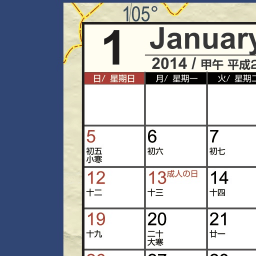 105°
1 January
2014 / 甲午 平成2
日/ 星期日 月/ 星期一 火/ 星期二
5 6 7
初五 初六 初七
小寒
12 13 成人の日 14
十二 十三 十四
19 20 21
十九 二十 廿一
大寒